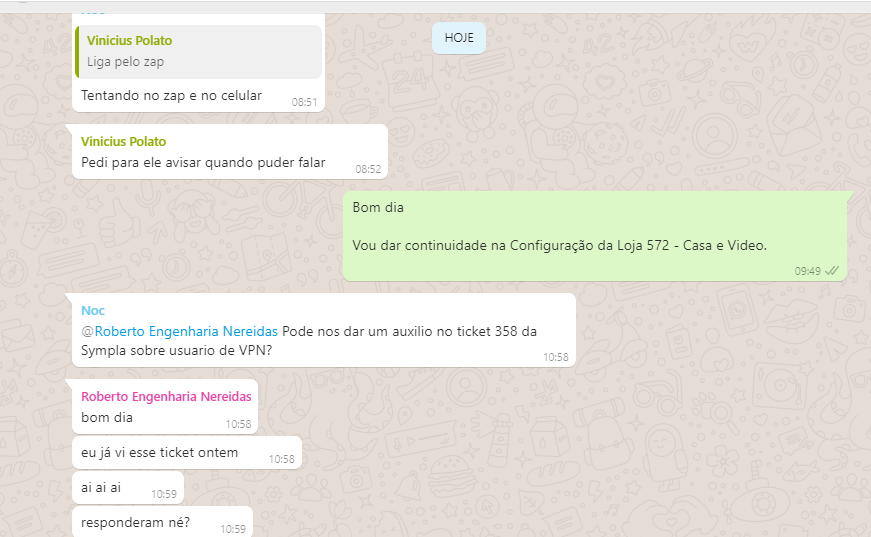 HOJE
Vinicius Polato
Liga pelo zap
Tentando no zap e no celular
08:51
Vinicius Polato
Pedi para ele avisar quando puder falar
08:52
Bom dia
Vou dar continuidade na Configuração da Loja 572 - Casa e Video.
09:49
Noc
@Roberto Engenharia Nereidas Pode nos dar um auxilio no ticket 358 da
Sympla sobre usuario de VPN?
10:58
Roberto Engenharia Nereidas
bom dia
10:58
eu já vi esse ticket ontem
10:58
ai ai ai
10:59
responderam né?
10:59